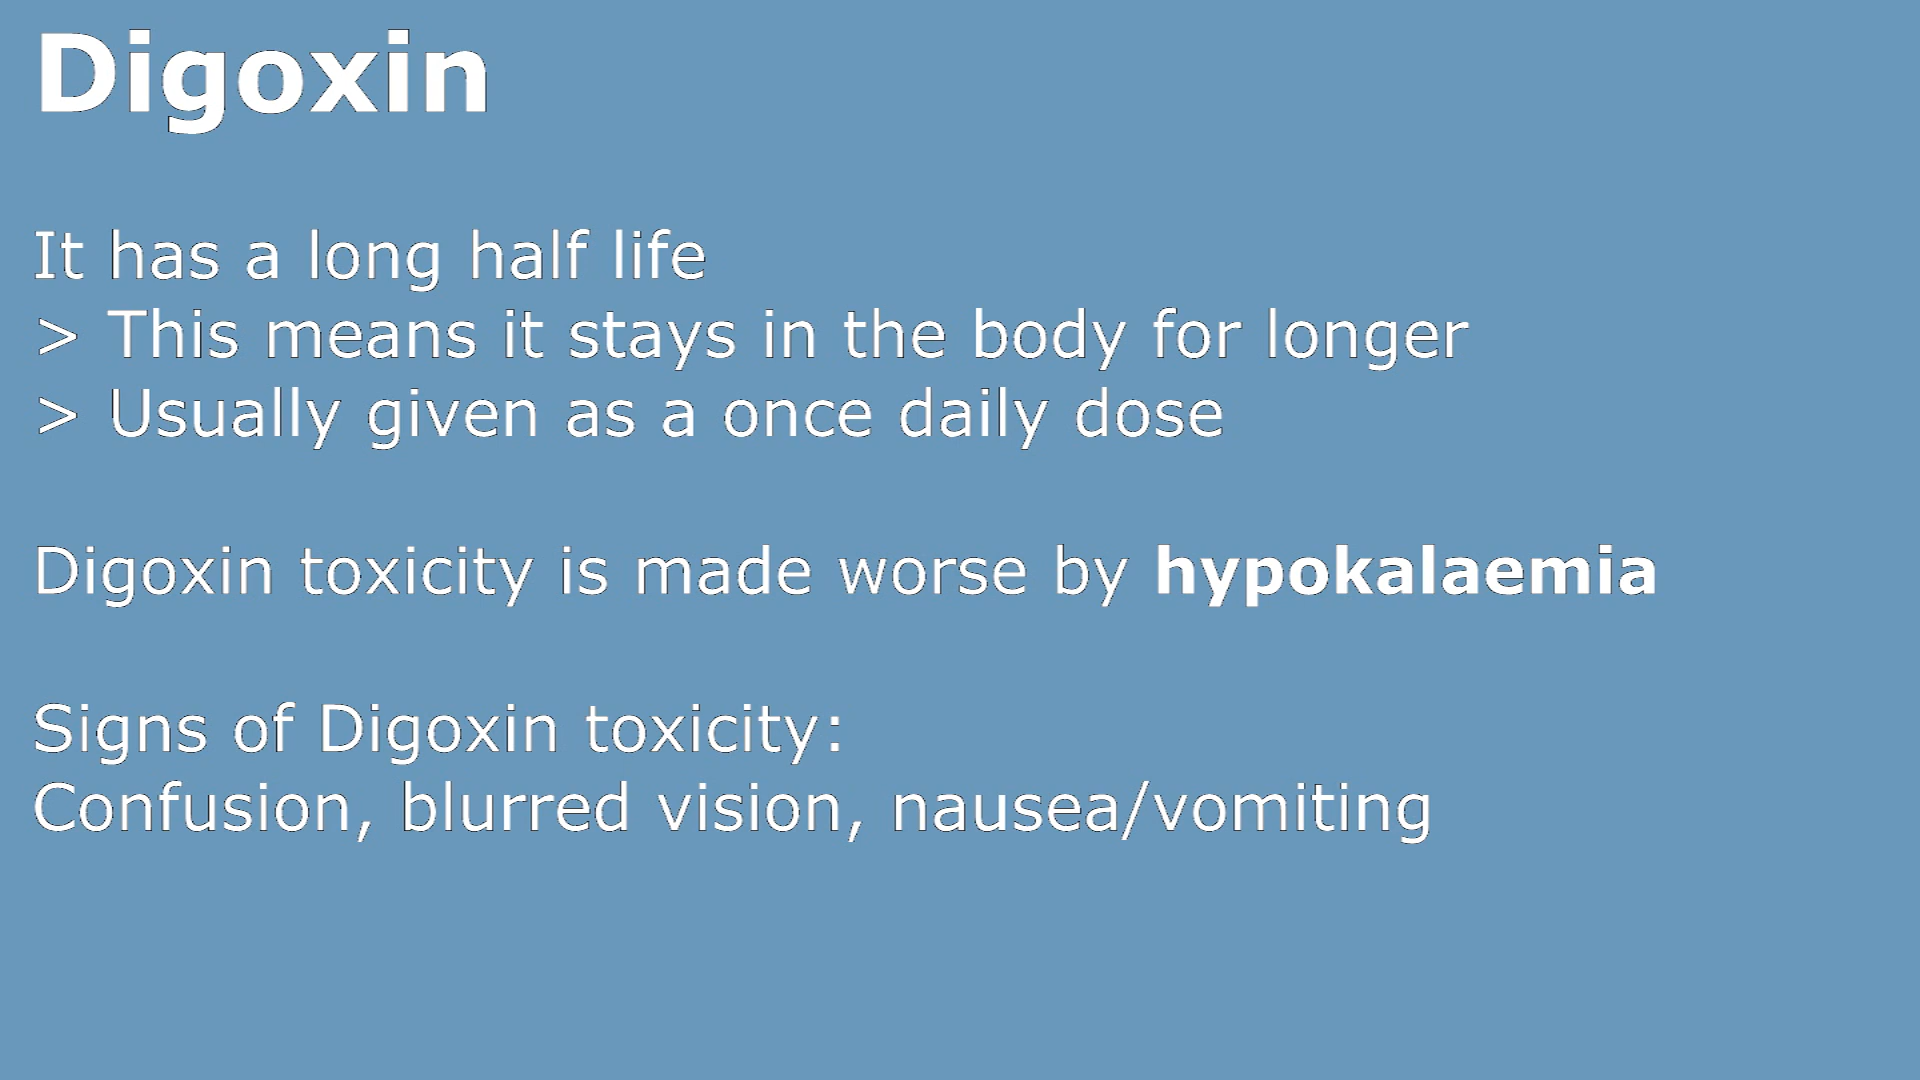 Digoxin
It has a long half life
> This means it stays in the body for longer
> Usually given as a once daily dose
Digoxin toxicity is made worse by hypokalaemia
Signs of Digoxin toxicity:
Confusion, blurred vision, nausea/vomiting